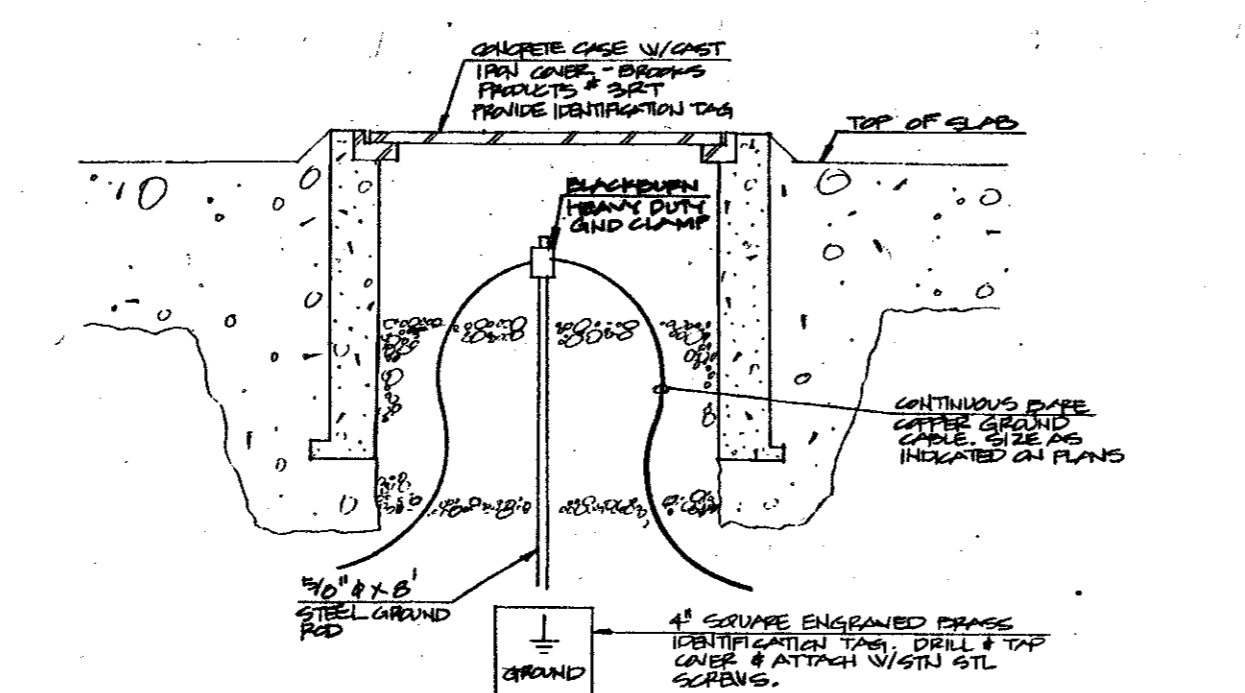 CONCRETE CASE W/CAST
IRON COVER - BROOKS
PRODUCTS # 3RT
PROVIDE IDENTIFICATION TAG
TOP OF SLAB
BLACKBURN
HEAVY DUTY
GND CLAMP
CONTINUOUS BARE
COPPER GROUND
CABLE. SIZE AS
INDICATED ON PLANS
5/8" φ X 8'
STEEL GROUND
ROD
GROUND
4" SQUARE ENGRAVED BRASS
IDENTIFICATION TAG. DRILL & TAP
COVER & ATTACH W/STN STL
SCREWS.